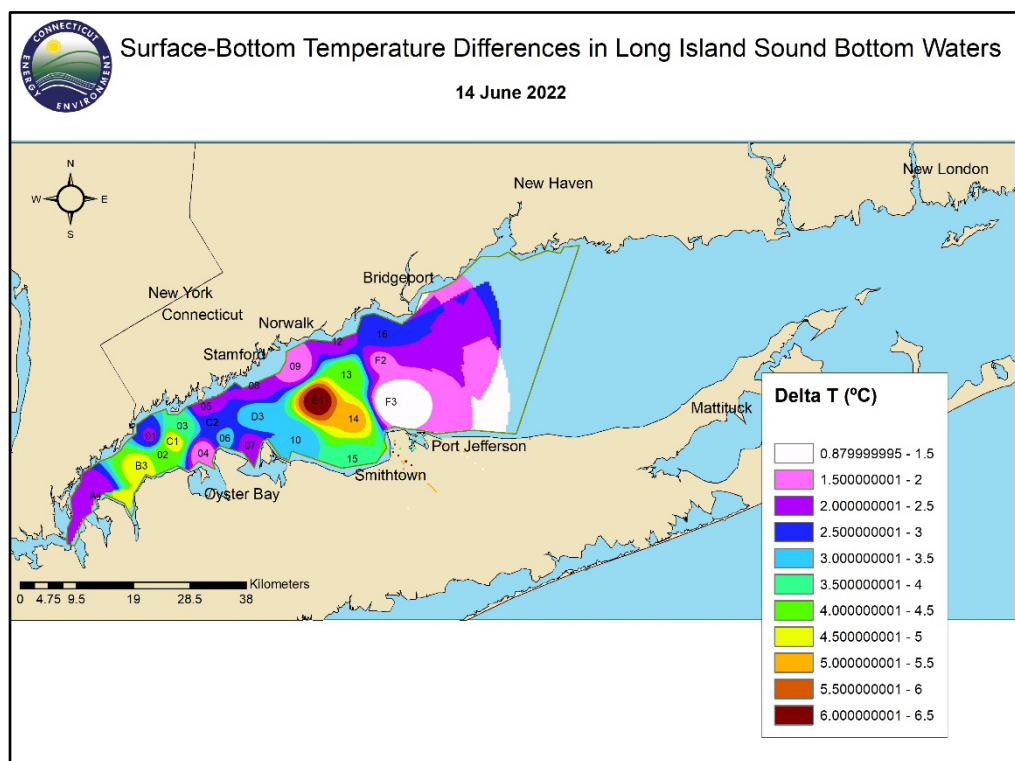 CONNECTICUT
ENERGY
ENVIRONMENT
Surface-Bottom Temperature Differences in Long Island Sound Bottom Waters
14 June 2022
N
W E
S
New London
New Haven
Bridgeport
New York
Connecticut
Norwalk
Stamford
12
16
09
F2
13
08
E1
F3
05
D3
14
03
C2
01
C1
06
10
07
02
04
15
B3
A4
Mattituck
Port Jefferson
Smithtown
Oyster Bay
Kilometers
0 4.75 9.5 19 28.5 38
Delta T (ºC)
0.879999995 - 1.5
1.500000001 - 2
2.000000001 - 2.5
2.500000001 - 3
3.000000001 - 3.5
3.500000001 - 4
4.000000001 - 4.5
4.500000001 - 5
5.000000001 - 5.5
5.500000001 - 6
6.000000001 - 6.5